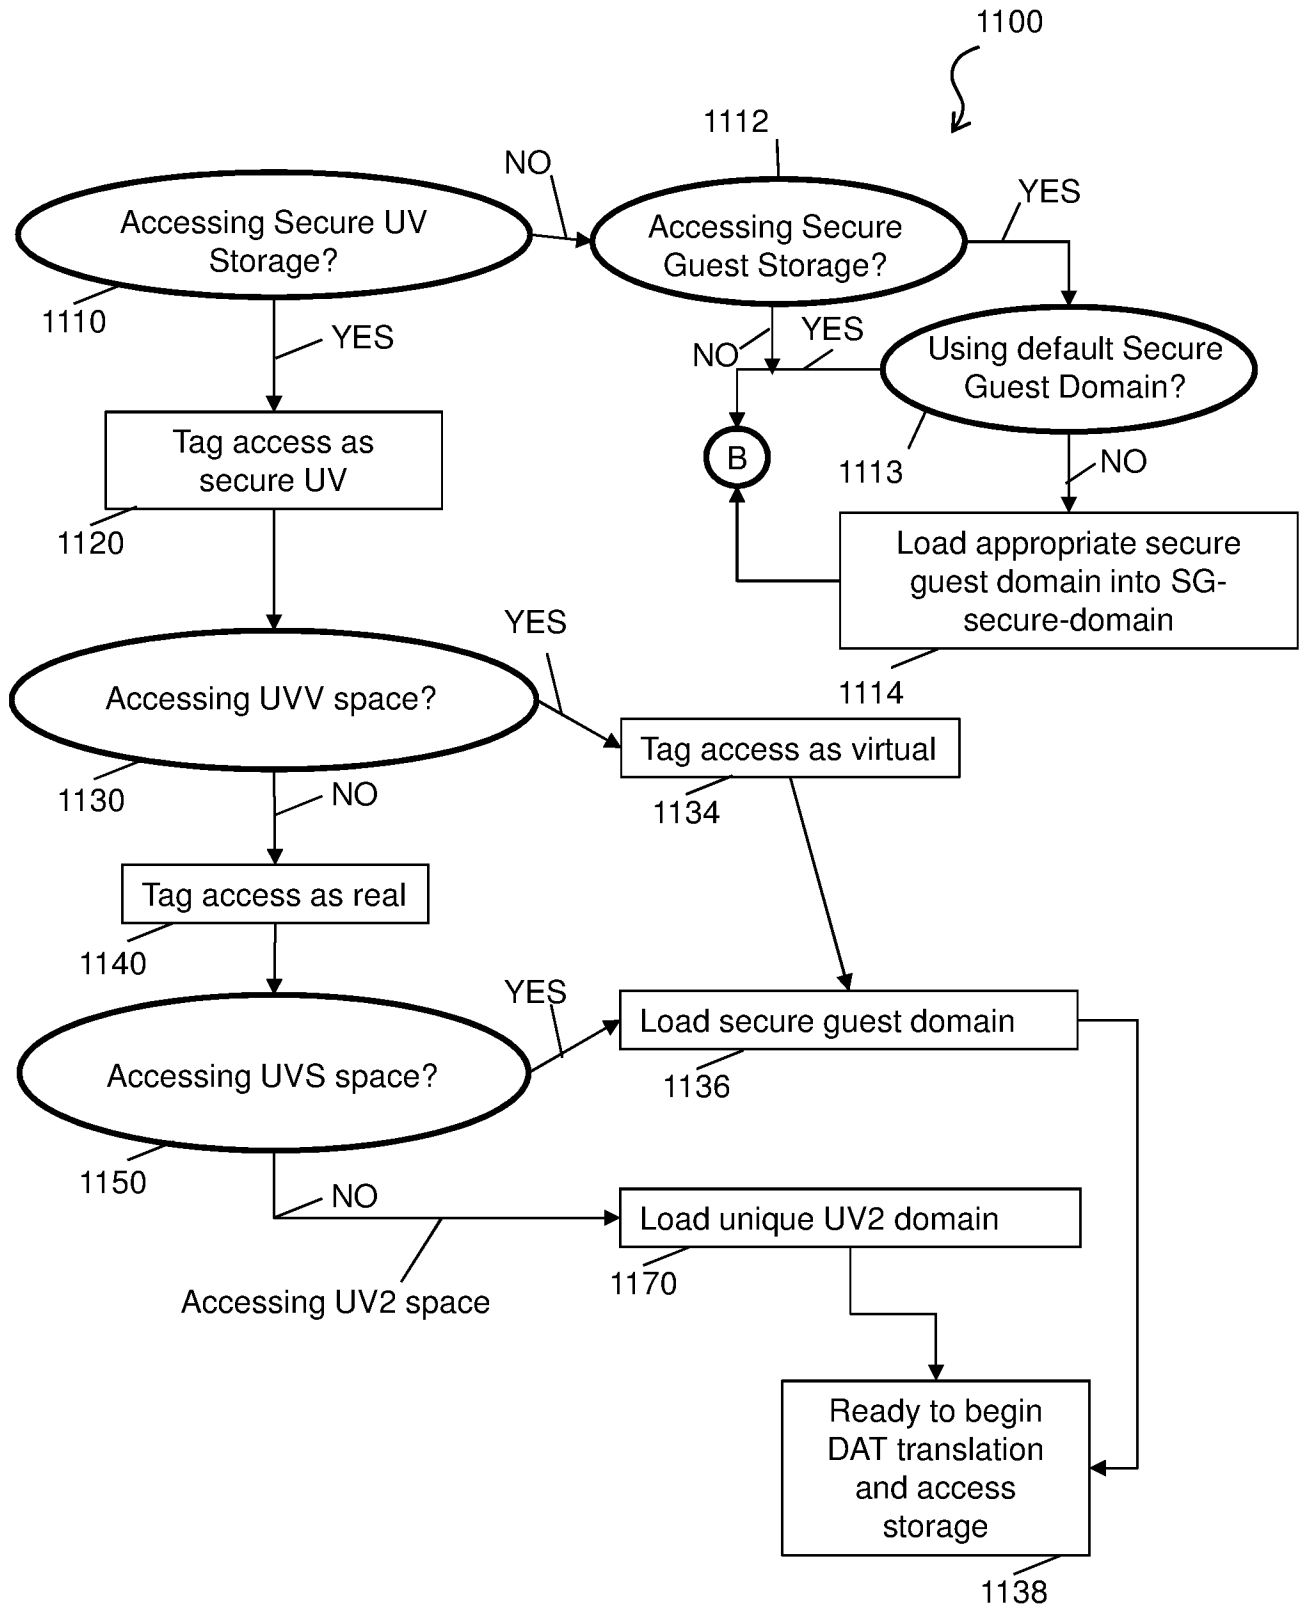 1100
1112
NO
YES
Accessing Secure UV
Storage?
Accessing Secure
Guest Storage?
1110
YES
NO
YES
Using default Secure
Guest Domain?
B
1113
NO
Tag access as
secure UV
1120
Load appropriate secure
guest domain into SG-
secure-domain
1114
YES
Accessing UVV space?
Tag access as virtual
1130
NO
1134
Tag access as real
1140
YES
Load secure guest domain
Accessing UVS space?
1136
1150
NO
Load unique UV2 domain
1170
Accessing UV2 space
Ready to begin
DAT translation
and access
storage
1138